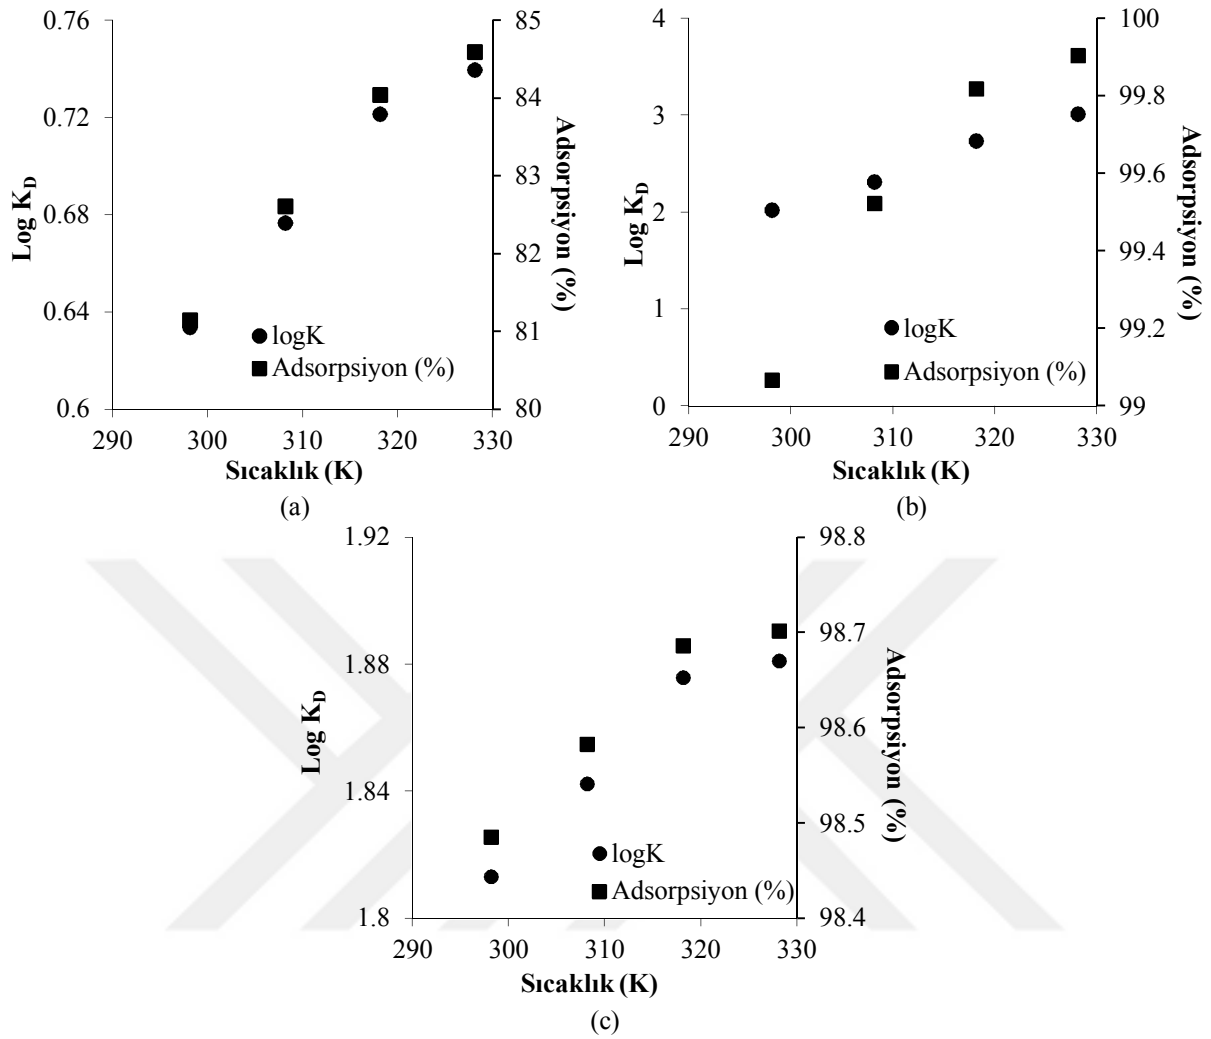 0.76
0.72
0.68
0.64
0.6
Log K_D
85
84
83
82
81
80
Adsorpsiyon (%)
logK
Adsorpsiyon (%)
290 300 310 320 330
Sıcaklık (K)
(a)
4
3
2
1
0
Log K_D
100
99.8
99.6
99.4
99.2
99
Adsorpsiyon (%)
logK
Adsorpsiyon (%)
290 300 310 320 330
Sıcaklık (K)
(b)
1.92
1.88
1.84
1.8
Log K_D
98.8
98.7
98.6
98.5
98.4
Adsorpsiyon (%)
logK
Adsorpsiyon (%)
290 300 310 320 330
Sıcaklık (K)
(c)